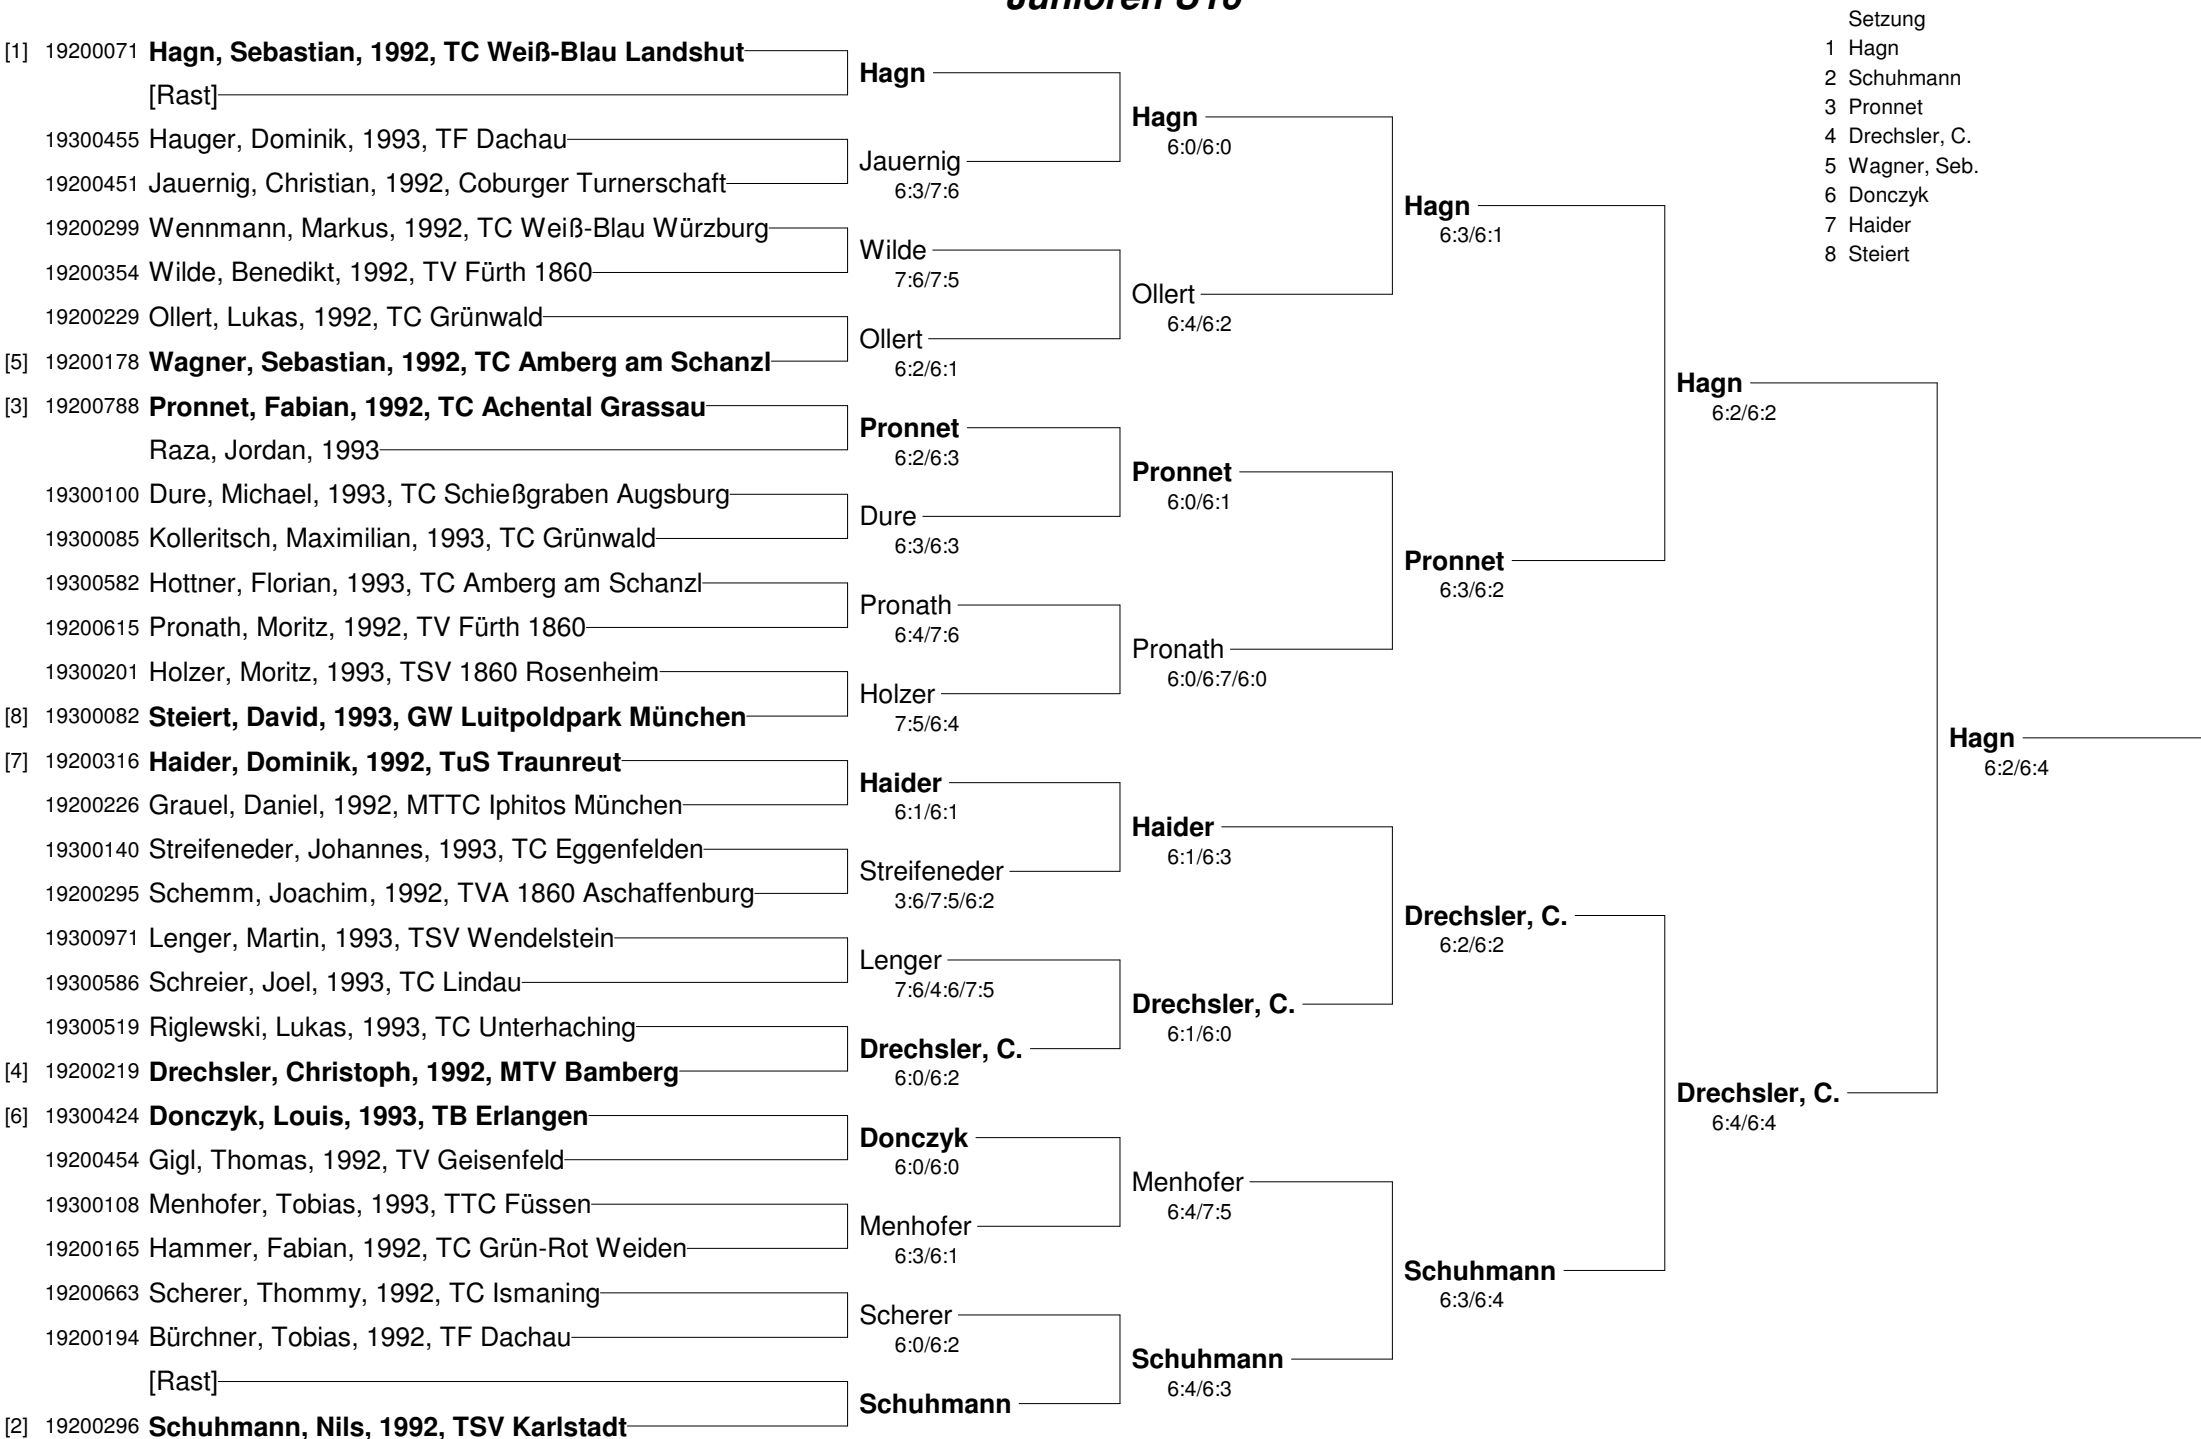 Junioren U10
[1] 19200071 Hagn, Sebastian, 1992, TC Weiß-Blau Landshut
[Rast]
19300455 Hauger, Dominik, 1993, TF Dachau
19200451 Jauernig, Christian, 1992, Coburger Turnerschaft
19200299 Wennmann, Markus, 1992, TC Weiß-Blau Würzburg
19200354 Wilde, Benedikt, 1992, TV Fürth 1860
19200229 Ollert, Lukas, 1992, TC Grünwald
[5] 19200178 Wagner, Sebastian, 1992, TC Amberg am Schanzl
[3] 19200788 Pronnet, Fabian, 1992, TC Achental Grassau
Raza, Jordan, 1993
19300100 Dure, Michael, 1993, TC Schießgraben Augsburg
19300085 Kolleritsch, Maximilian, 1993, TC Grünwald
19300582 Hottner, Florian, 1993, TC Amberg am Schanzl
19200615 Pronath, Moritz, 1992, TV Fürth 1860
19300201 Holzer, Moritz, 1993, TSV 1860 Rosenheim
[8] 19300082 Steiert, David, 1993, GW Luitpoldpark München
[7] 19200316 Haider, Dominik, 1992, TuS Traunreut
19200226 Grauel, Daniel, 1992, MTTC Iphitos München
19300140 Streifeneder, Johannes, 1993, TC Eggenfelden
19200295 Schemm, Joachim, 1992, TVA 1860 Aschaffenburg
19300971 Lenger, Martin, 1993, TSV Wendelstein
19300586 Schreier, Joel, 1993, TC Lindau
19300519 Riglewski, Lukas, 1993, TC Unterhaching
[4] 19200219 Drechsler, Christoph, 1992, MTV Bamberg
[6] 19300424 Donczyk, Louis, 1993, TB Erlangen
19200454 Gigl, Thomas, 1992, TV Geisenfeld
19300108 Menhofer, Tobias, 1993, TTC Füssen
19200165 Hammer, Fabian, 1992, TC Grün-Rot Weiden
19200663 Scherer, Thommy, 1992, TC Ismaning
19200194 Bürchner, Tobias, 1992, TF Dachau
[Rast]
[2] 19200296 Schuhmann, Nils, 1992, TSV Karlstadt
Hagn
Jauernig
6:3/7:6
Wilde
7:6/7:5
Ollert
6:2/6:1
Pronnet
6:2/6:3
Dure
6:3/6:3
Pronath
6:4/7:6
Holzer
7:5/6:4
Haider
6:1/6:1
Streifeneder
3:6/7:5/6:2
Lenger
7:6/4:6/7:5
Drechsler, C.
6:0/6:2
Donczyk
6:0/6:0
Menhofer
6:3/6:1
Scherer
6:0/6:2
Schuhmann
Hagn
6:0/6:0
Ollert
6:4/6:2
Pronnet
6:0/6:1
Pronath
6:0/6:7/6:0
Haider
6:1/6:3
Drechsler, C.
6:1/6:0
Menhofer
6:4/7:5
Schuhmann
6:4/6:3
Hagn
6:3/6:1
Pronnet
6:3/6:2
Drechsler, C.
6:2/6:2
Schuhmann
6:3/6:4
Hagn
6:2/6:2
Drechsler, C.
6:4/6:4
Hagn
6:2/6:4
Setzung
1 Hagn
2 Schuhmann
3 Pronnet
4 Drechsler, C.
5 Wagner, Seb.
6 Donczyk
7 Haider
8 Steiert